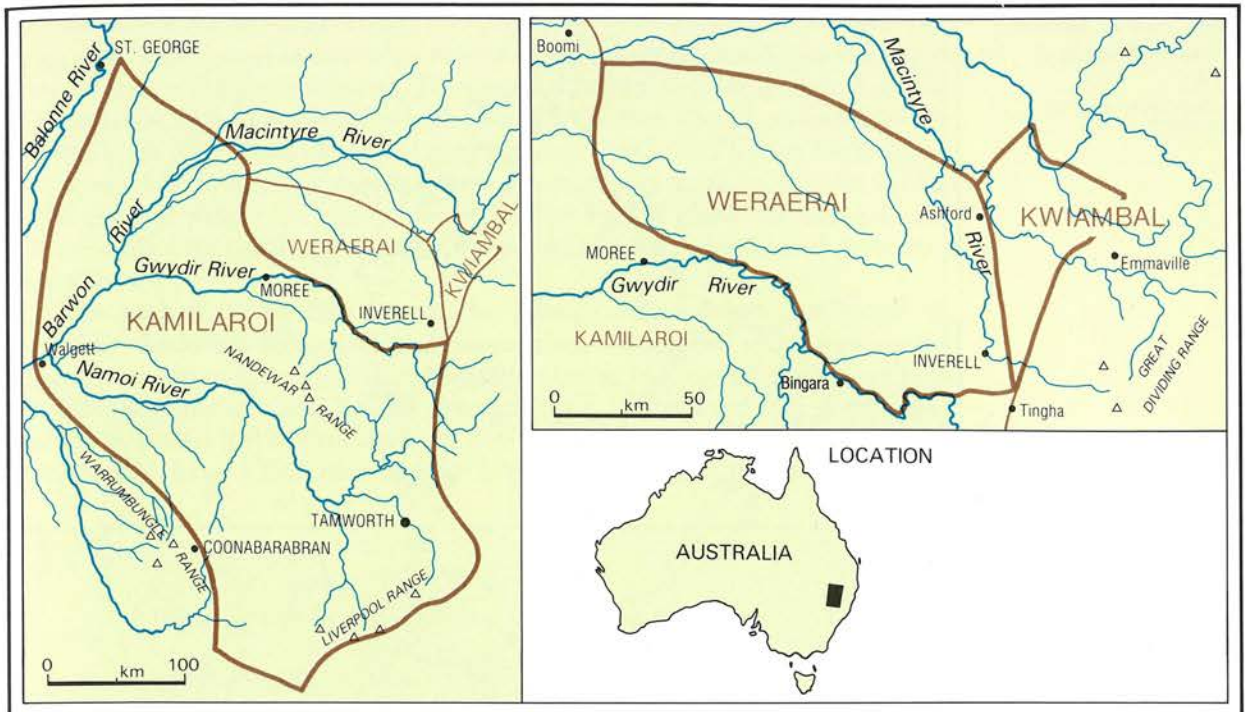 ST. GEORGE
Balonne River
Macintyre River
River
WERAERAI
KWIAMBAL
Gwydir River
MOREE
INVERELL
Barwon
KAMILAROI
Walgett
Namoi River
NANDEWAR RANGE
WARRUMBUNGLE RANGE
TAMWORTH
COONABARABRAN
LIVERPOOL RANGE
0 km 100
Boomi
Macintyre
River
WERAERAI
Ashford
KWIAMBAL
MOREE
Emmaville
Gwydir River
KAMILAROI
INVERELL
GREAT
DIVIDING RANGE
Bingara
0 km 50
Tingha
LOCATION
AUSTRALIA